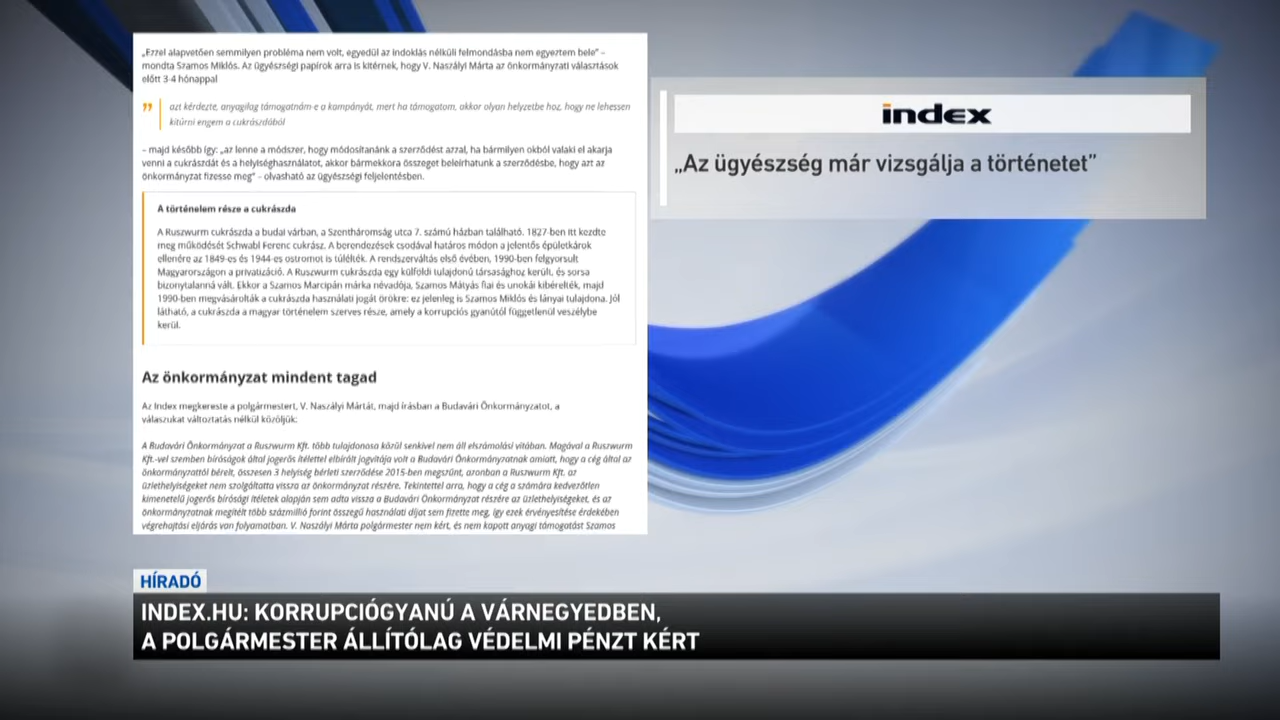 „Ezzel alapvetően semmilyen probléma nem volt, egyedül az indoklás nélküli felmondásba nem egyeztem bele” –
mondta Szamos Miklós. Az ügyészségi papírok arra is kitérnek, hogy V. Naszályi Márta az önkormányzati választások
előtt 3-4 hónappal
azt kérdezte, anyagilag támogatnám-e a kampányát, mert ha támogatom, akkor olyan helyzetbe hoz, hogy ne lehessen
kitúrni engem a cukrászdából
– majd később így: „az lenne a módszer, hogy módosítanánk a szerződést azzal, ha bármilyen okból valaki el akarja
venni a cukrászdát és a helyiséghasználatot, akkor bármekkora összeget beleírhatunk a szerződésbe, hogy azt az
önkormányzat fizesse meg” – olvasható az ügyészségi feljelentésben.
A történelem része a cukrászda
A Ruszwurm cukrászda a budai várban, a Szentháromság utca 7. számú házban található. 1827-ben itt kezdte
meg működését Schwabl Ferenc cukrász. A berendezések csodával határos módon a jelentős épületkárok
ellenére az 1849-es és 1944-es ostromot is túlélték. A rendszerváltás első évében, 1990-ben felgyorsult
Magyarországon a privatizáció. A Ruszwurm cukrászda egy külföldi tulajdonú társasághoz került, és sorsa
bizonytalanná vált. Ekkor a Szamos Marcipán márka névadója, Szamos Mátyás fiai és unokái kibérelték, majd
1990-ben megvásárolták a cukrászda használati jogát örökre: ez jelenleg is Szamos Miklós és lányai tulajdona. Jól
látható, a cukrászda a magyar történelem szerves része, amely a korrupciós gyanútól függetlenül veszélybe
kerül.
Az önkormányzat mindent tagad
Az Index megkereste a polgármestert, V. Naszályi Mártát, majd írásban a Budavári Önkormányzatot, a
válaszukat változtatás nélkül közöljük:
A Budavári Önkormányzat a Ruszwurm Kft. több tulajdonosa közül senkivel nem áll elszámolási vitában. Magával a Ruszwurm
Kft.-vel szemben bíróságok által jogerős ítélettel elbírált jogvitája volt a Budavári Önkormányzatnak amiatt, hogy a cég által az
önkormányzattól bérelt, összesen 3 helyiség bérleti szerződése 2015-ben megszűnt, azonban a Ruszwurm Kft. az
üzlethelyiségeket nem szolgáltatta vissza az önkormányzat részére. Tekintettel arra, hogy a cég a számára kedvezőtlen
kimenetelű jogerős bírósági ítéletek alapján sem adta vissza a Budavári Önkormányzat részére az üzlethelyiségeket, és az
önkormányzatnak megítélt több százmillió forint összegű használati díjat sem fizette meg, így ezek érvényesítése érdekében
végrehajtási eljárás van folyamatban. V. Naszályi Márta polgármester nem kért, és nem kapott anyagi támogatást Szamos
index
„Az ügyészség már vizsgálja a történetet”
HÍRADÓ
INDEX.HU: KORRUPCIÓGYANÚ A VÁRNEGYEDBEN,
A POLGÁRMESTER ÁLLÍTÓLAG VÉDELMI PÉNZT KÉRT